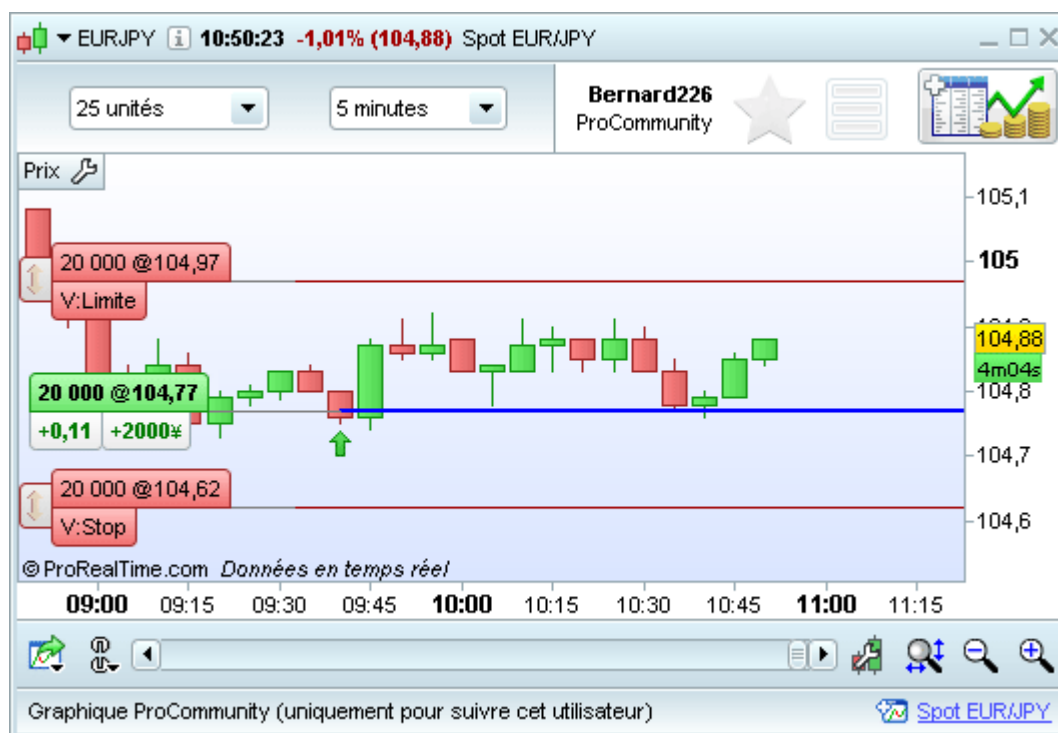 EURJPY 10:50:23 -1,01% (104,88) Spot EUR/JPY
25 unités
5 minutes
Bernard226
ProCommunity
Prix
105,1
105
20 000 @104,97
V:Limite
104,88
4m04s
104,8
20 000 @104,77
+0,11 +2000¥
104,7
20 000 @104,62
V:Stop
104,6
© ProRealTime.com Données en temps réel
09:00 09:15 09:30 09:45 10:00 10:15 10:30 10:45 11:00 11:15
Graphique ProCommunity (uniquement pour suivre cet utilisateur)
Spot EUR/JPY